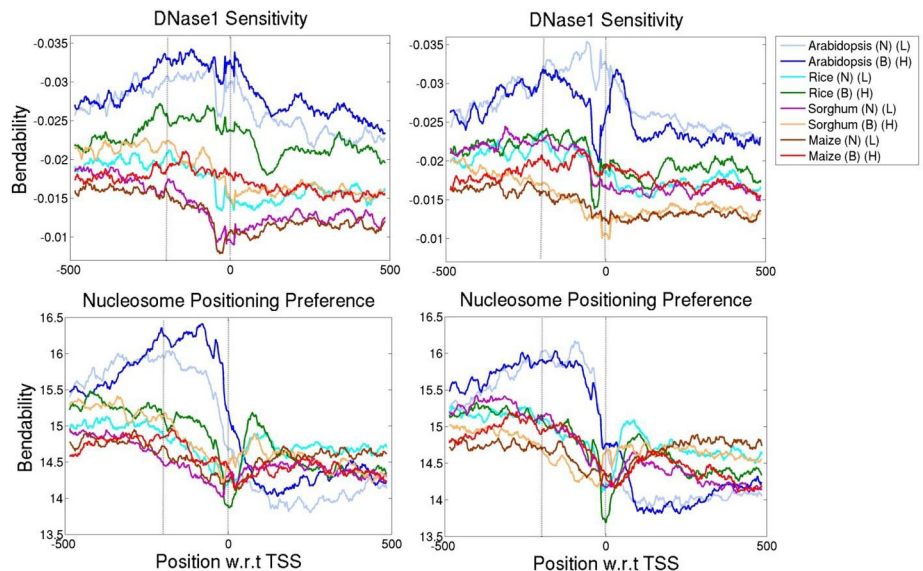 DNase1 Sensitivity
DNase1 Sensitivity
-0.035
-0.03
-0.025
-0.02
-0.015
-0.01
Bendability
-500
0
500
-0.035
-0.03
-0.025
-0.02
-0.015
-0.01
-500
0
500
Arabidopsis (N) (L)
Arabidopsis (B) (H)
Rice (N) (L)
Rice (B) (H)
Sorghum (N) (L)
Sorghum (B) (H)
Maize (N) (L)
Maize (B) (H)
Nucleosome Positioning Preference
Nucleosome Positioning Preference
16.5
16
15.5
15
14.5
14
13.5
Bendability
-500
0
500
Position w.r.t TSS
16.5
16
15.5
15
14.5
14
13.5
-500
0
500
Position w.r.t TSS